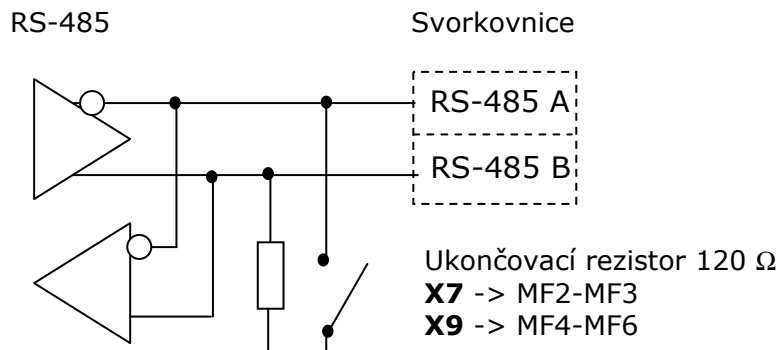 RS-485
Svorkovnice
RS-485 A
RS-485 B
Ukončovací rezistor 120 Ω
X7 -> MF2-MF3
X9 -> MF4-MF6